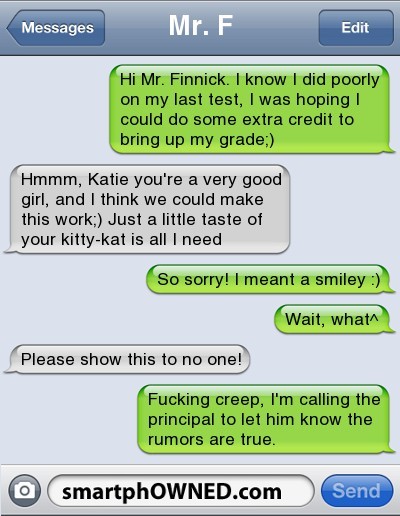 Messages
Mr. F
Edit
Hi Mr. Finnick. I know I did poorly
on my last test, I was hoping I
could do some extra credit to
bring up my grade;)
Hmmm, Katie you're a very good
girl, and I think we could make
this work;) Just a little taste of
your kitty-kat is all I need
So sorry! I meant a smiley :)
Wait, what^
Please show this to no one!
Fucking creep, I'm calling the
principal to let him know the
rumors are true.
smartphOWNED.com
Send